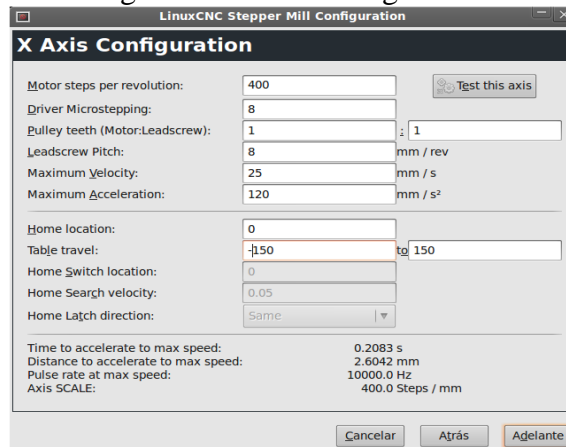 LinuxCNC Stepper Mill Configuration
X Axis Configuration
Motor steps per revolution: 400 Test this axis
Driver Microstepping: 8
Pulley teeth (Motor:Leadscrew): 1 : 1
Leadscrew Pitch: 8 mm / rev
Maximum Velocity: 25 mm / s
Maximum Acceleration: 120 mm / s²
Home location: 0
Table travel: -150 to 150
Home Switch location: 0
Home Search velocity: 0.05
Home Latch direction: Same
Time to accelerate to max speed: 0.2083 s
Distance to accelerate to max speed: 2.6042 mm
Pulse rate at max speed: 10000.0 Hz
Axis SCALE: 400.0 Steps / mm
Cancelar Atrás Adelante